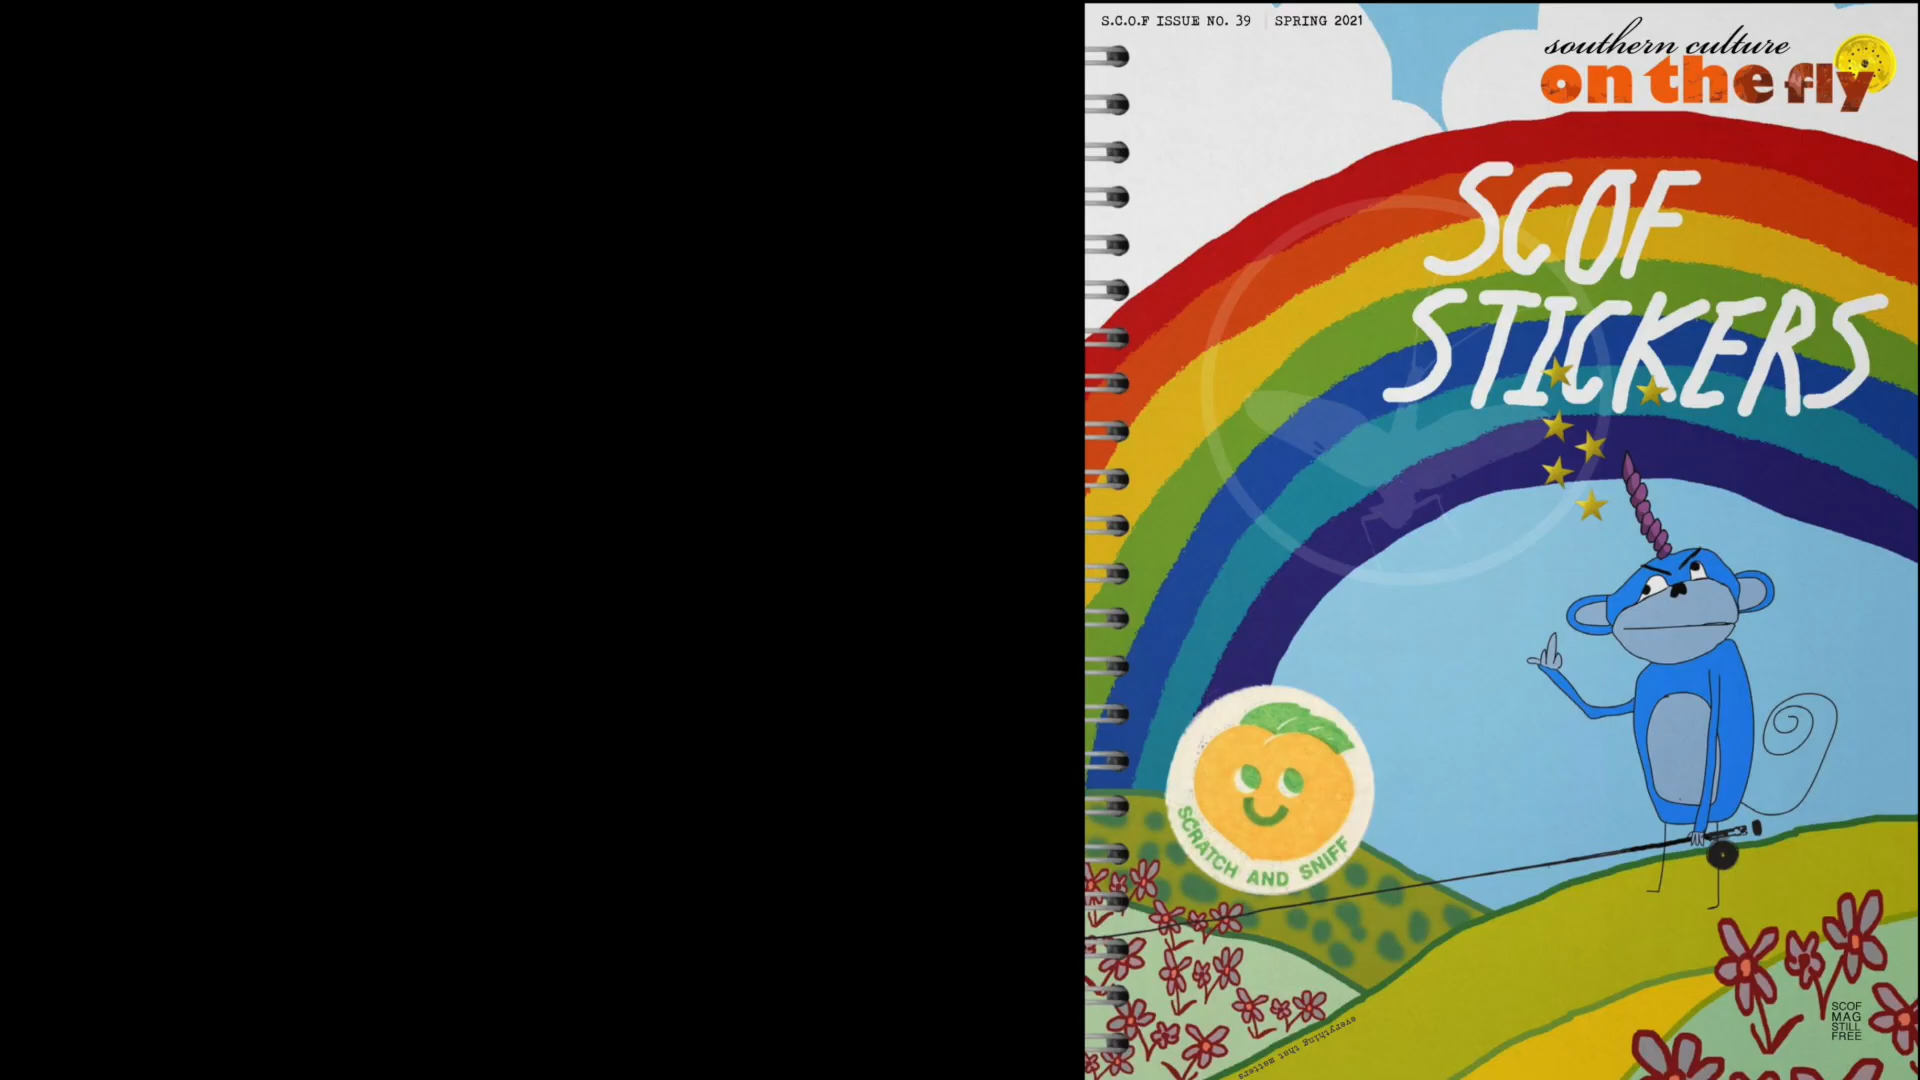 S.C.O.F ISSUE NO. 39 SPRING 2021
southern culture
on the fly
SCOF
STICKERS
SCRATCH AND SNIFF
everything that matters
SCOF
MAG
STILL
FREE